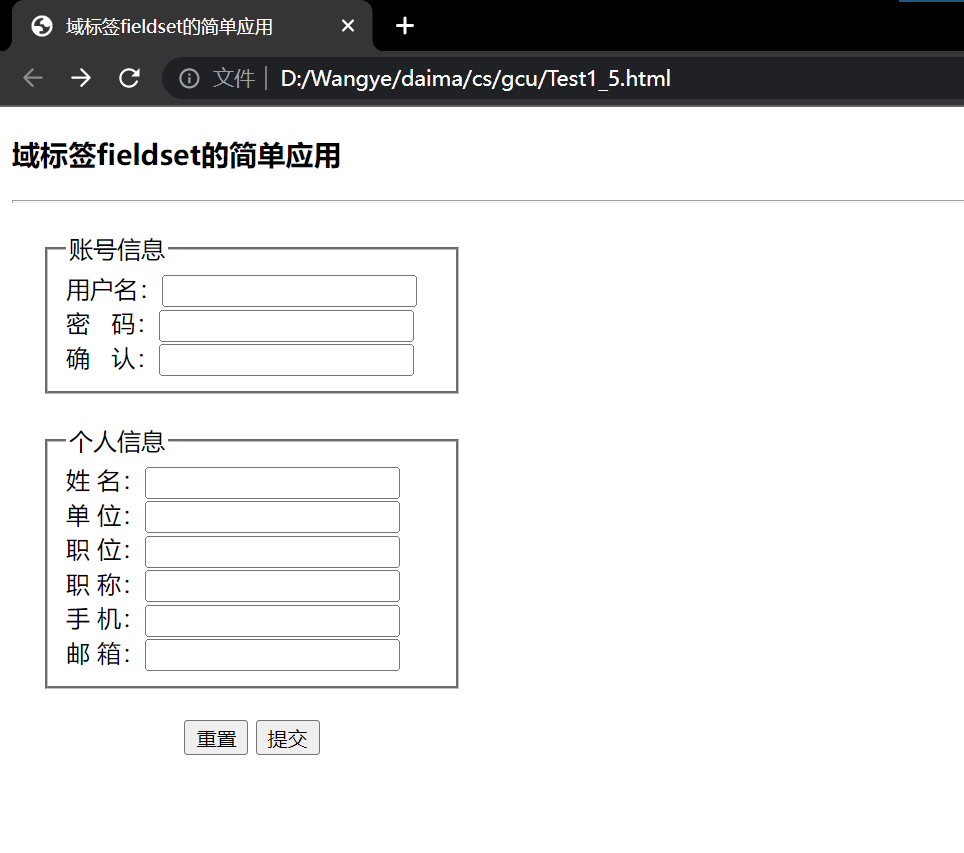 域标签fieldset的简单应用
文件 | D:/Wangye/daima/cs/gcu/Test1_5.html
域标签fieldset的简单应用
账号信息
用户名：
密 码：
确 认：
个人信息
姓 名：
单 位：
职 位：
职 称：
手 机：
邮 箱：
重置 提交